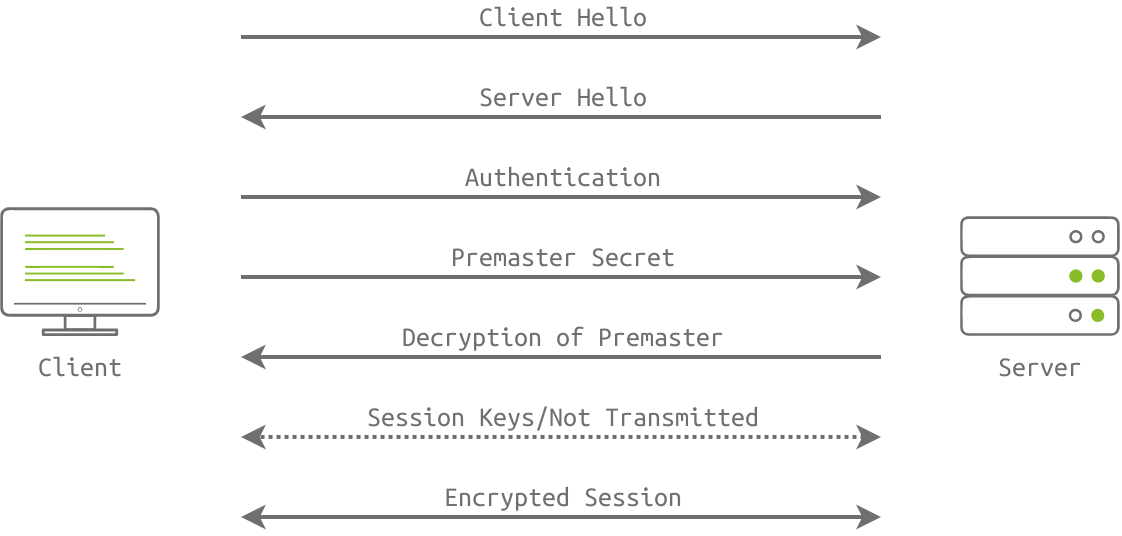 Client Hello
Server Hello
Authentication
Premaster Secret
Decryption of Premaster
Client
Server
Session Keys/Not Transmitted
Encrypted Session